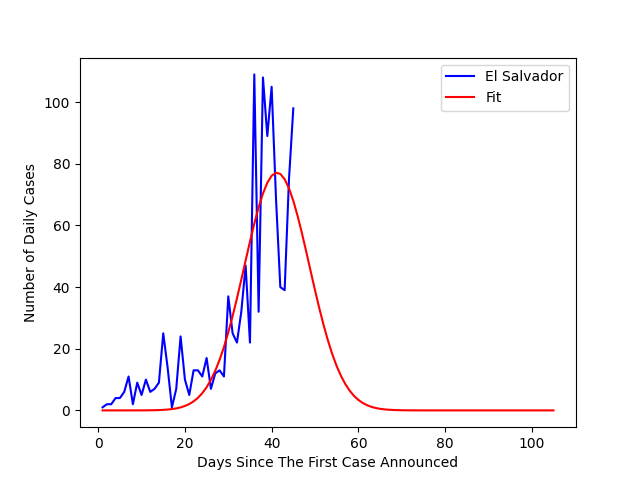 El Salvador
Fit
Number of Daily Cases
100
80
60
40
20
0
0 20 40 60 80 100
Days Since The First Case Announced